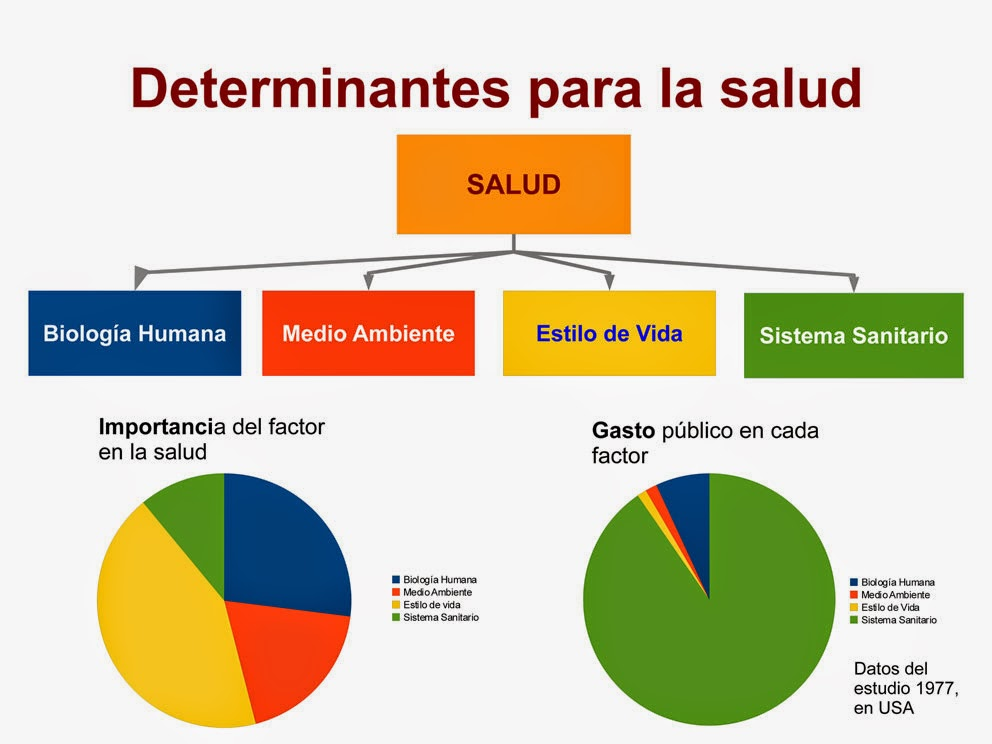 Determinantes para la salud
SALUD
Biología Humana
Medio Ambiente
Estilo de Vida
Sistema Sanitario
Importancia del factor
en la salud
Biología Humana
Medio Ambiente
Estilo de vida
Sistema Sanitario
Gasto público en cada
factor
Biología Humana
Medio Ambiente
Estilo de Vida
Sistema Sanitario
Datos del
estudio 1977,
en USA